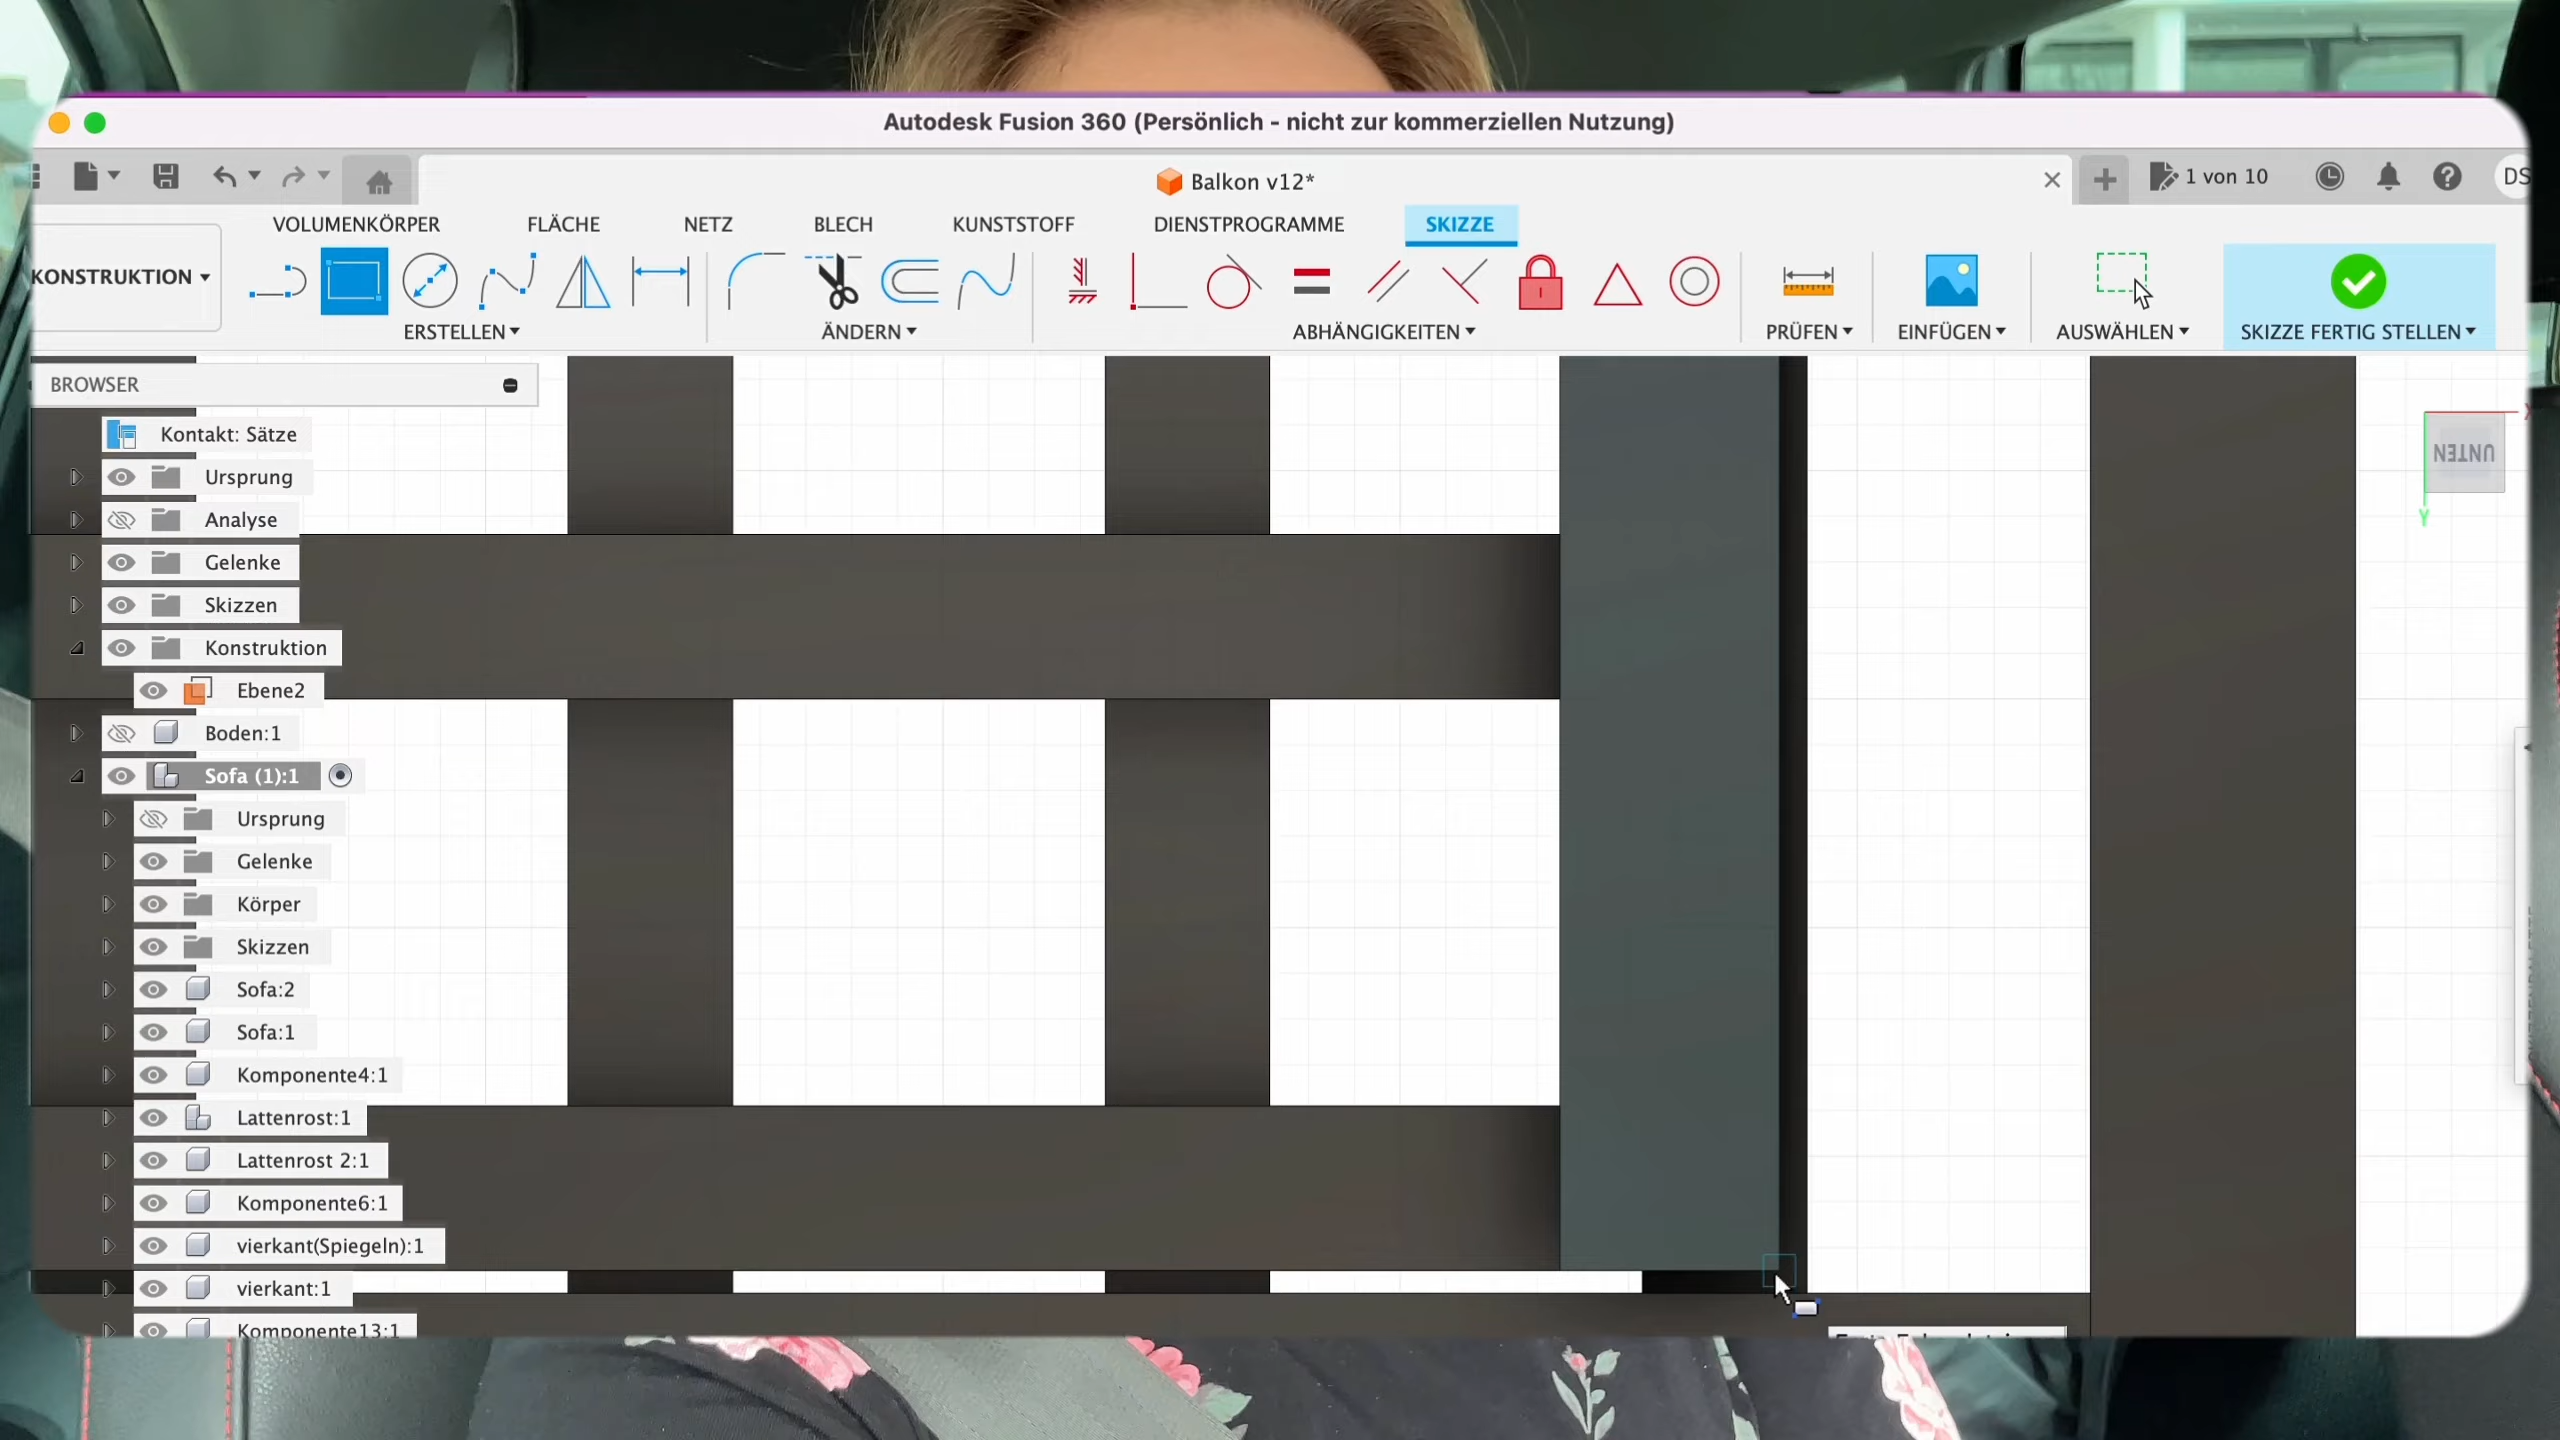 Autodesk Fusion 360 (Persönlich - nicht zur kommerziellen Nutzung)
Balkon v12*
1 von 10
DS
VOLUMENKÖRPER FLÄCHE NETZ BLECH KUNSTSTOFF DIENSTPROGRAMME SKIZZE
KONSTRUKTION
ERSTELLEN ÄNDERN ABHÄNGIGKEITEN PRÜFEN EINFÜGEN AUSWÄHLEN SKIZZE FERTIG STELLEN
BROWSER
Kontakt: Sätze
Ursprung
Analyse
Gelenke
Skizzen
Konstruktion
Ebene2
Boden:1
Sofa (1):1
Ursprung
Gelenke
Körper
Skizzen
Sofa:2
Sofa:1
Komponente4:1
Lattenrost:1
Lattenrost 2:1
Komponente6:1
vierkant(Spiegeln):1
vierkant:1
Komponente13:1
UNTEN
X
Y